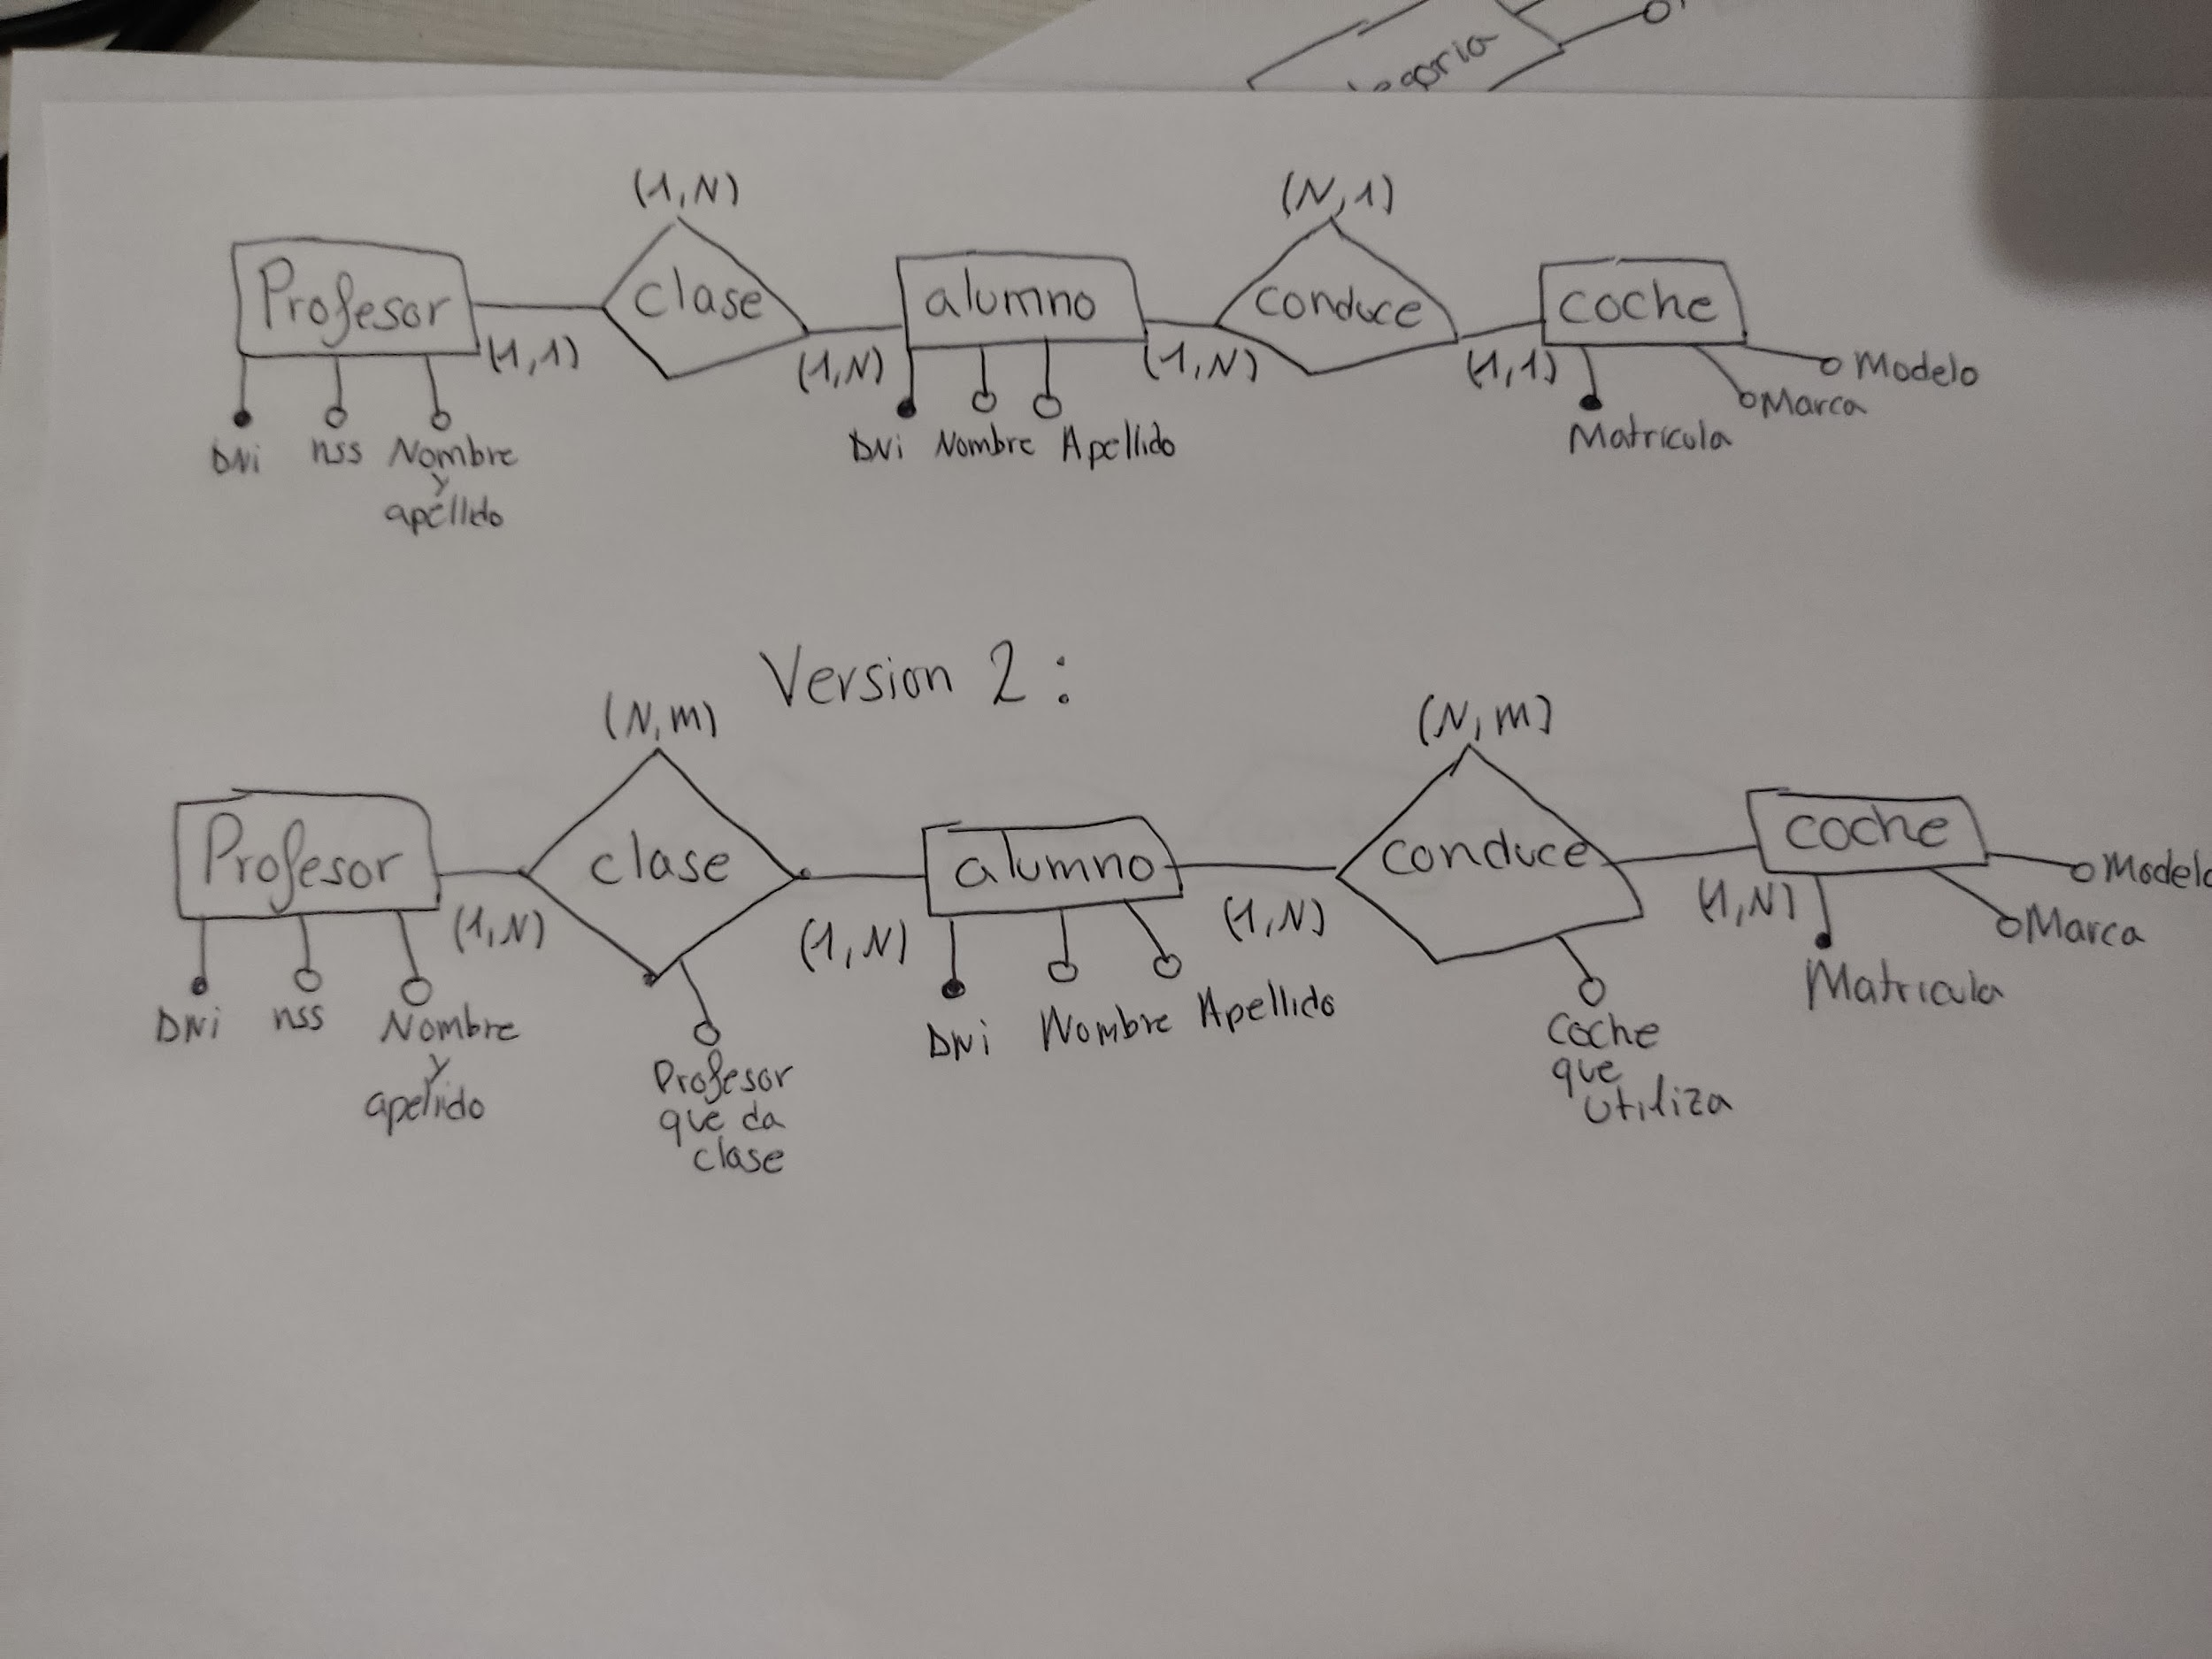 (1,N)
(N,1)
Profesor
clase
alumno
conduce
coche
(1,1)
(1,N)
(1,N)
(1,1)
Modelo
Marca
Matricula
DNi nss Nombre
y
apéllido
DNi Nombre Apellido
Version 2 :
(N,m)
(N,m)
Profesor
clase
alumno
conduce
coche
(1,N)
(1,N)
(1,N)
(1,N)
Marca
Matricula
DNi nss Nombre
y
apellido
Profesor
que da
clase
DNi Nombre Apellido
Coche
que
utiliza